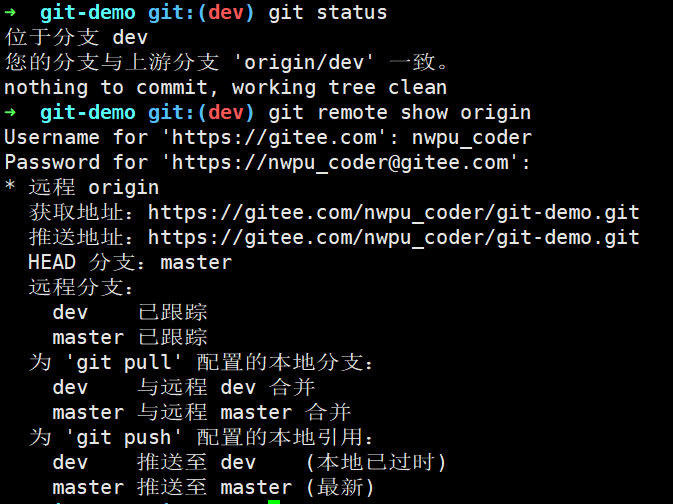 ➜  git-demo git:(dev) git status
位于分支 dev
您的分支与上游分支 'origin/dev' 一致。
nothing to commit, working tree clean
➜  git-demo git:(dev) git remote show origin
Username for 'https://gitee.com': nwpu_coder
Password for 'https://nwpu_coder@gitee.com':
* 远程 origin
  获取地址：https://gitee.com/nwpu_coder/git-demo.git
  推送地址：https://gitee.com/nwpu_coder/git-demo.git
  HEAD 分支：master
  远程分支：
    dev    已跟踪
    master 已跟踪
  为 'git pull' 配置的本地分支：
    dev    与远程 dev 合并
    master 与远程 master 合并
  为 'git push' 配置的本地引用：
    dev    推送至 dev    (本地已过时)
    master 推送至 master (最新)